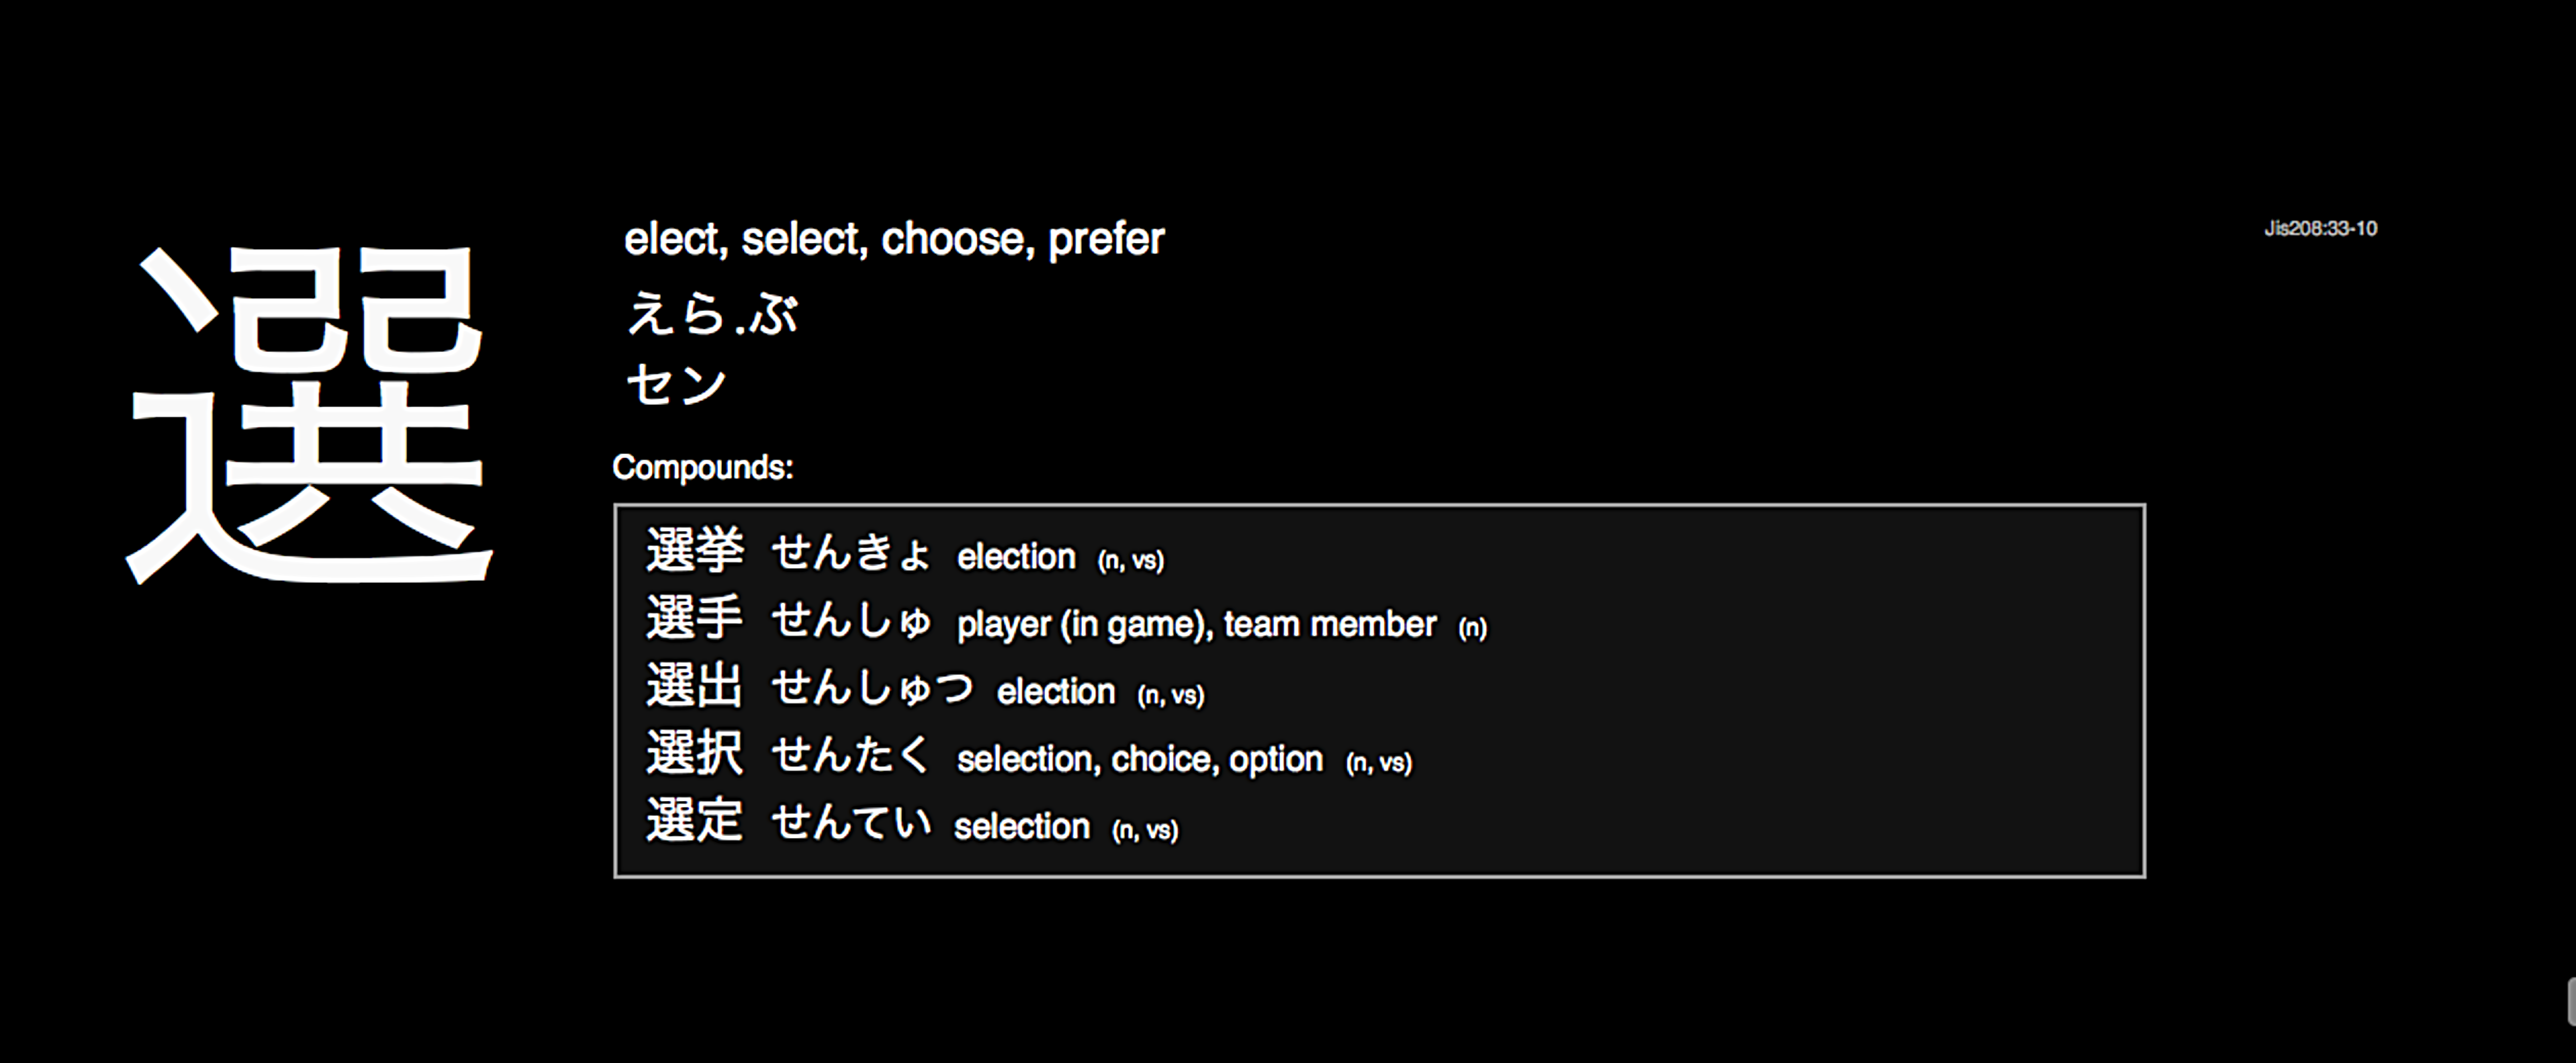 選
elect, select, choose, prefer
Jis208:33-10
えら.ぶ
セン
Compounds:
選挙 せんきょ election (n, vs)
選手 せんしゅ player (in game), team member (n)
選出 せんしゅつ election (n, vs)
選択 せんたく selection, choice, option (n, vs)
選定 せんてい selection (n, vs)